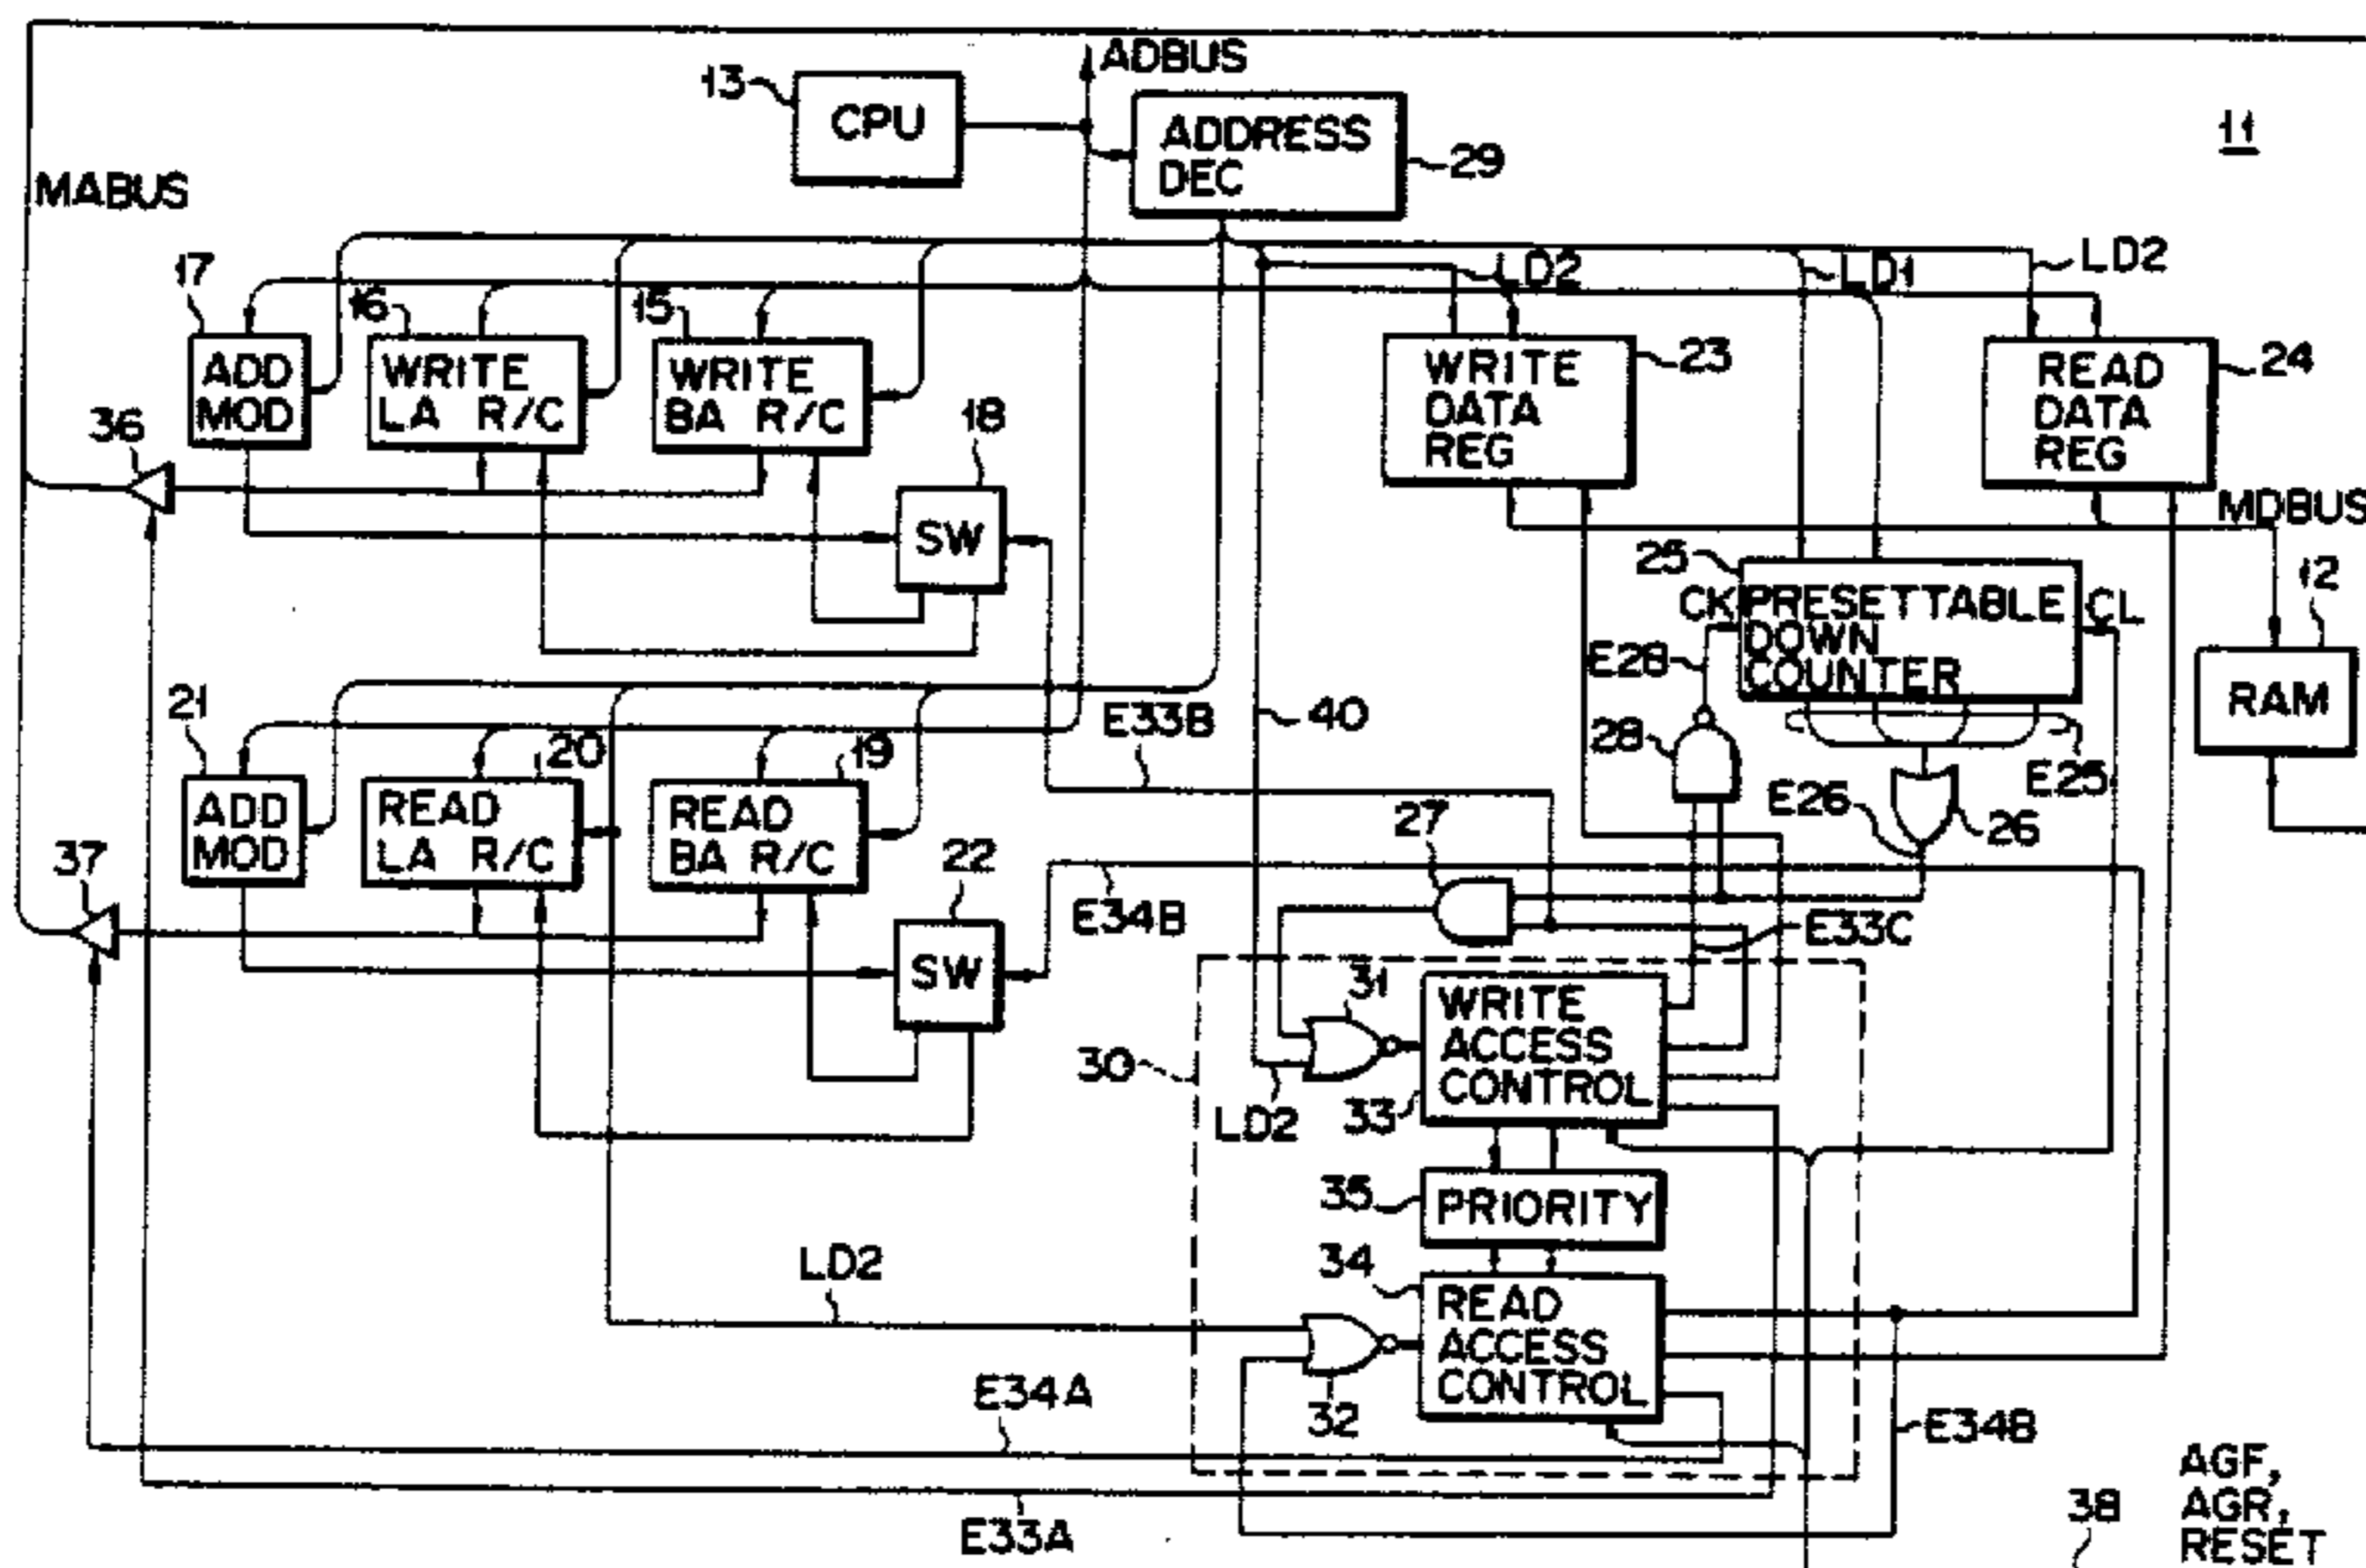 ADBUS
13
CPU
ADDRESS
DEC
29
11
MABUS
17
16
15
LD2
LD1
LD2
ADD
MOD
WRITE
LA R/C
WRITE
BA R/C
18
WRITE
DATA
REG
23
READ
DATA
REG
24
36
SW
MDBUS
25
CK
PRESETTABLE
DOWN
COUNTER
CL
12
RAM
E28
40
E33B
28
E25
E26
26
21
20
19
ADD
MOD
READ
LA R/C
READ
BA R/C
22
27
37
SW
E34B
E33C
31
WRITE
ACCESS
CONTROL
30
33
LD2
35
PRIORITY
34
LD2
READ
ACCESS
CONTROL
32
E34A
E34B
E33A
38
AGF,
AGR,
RESET